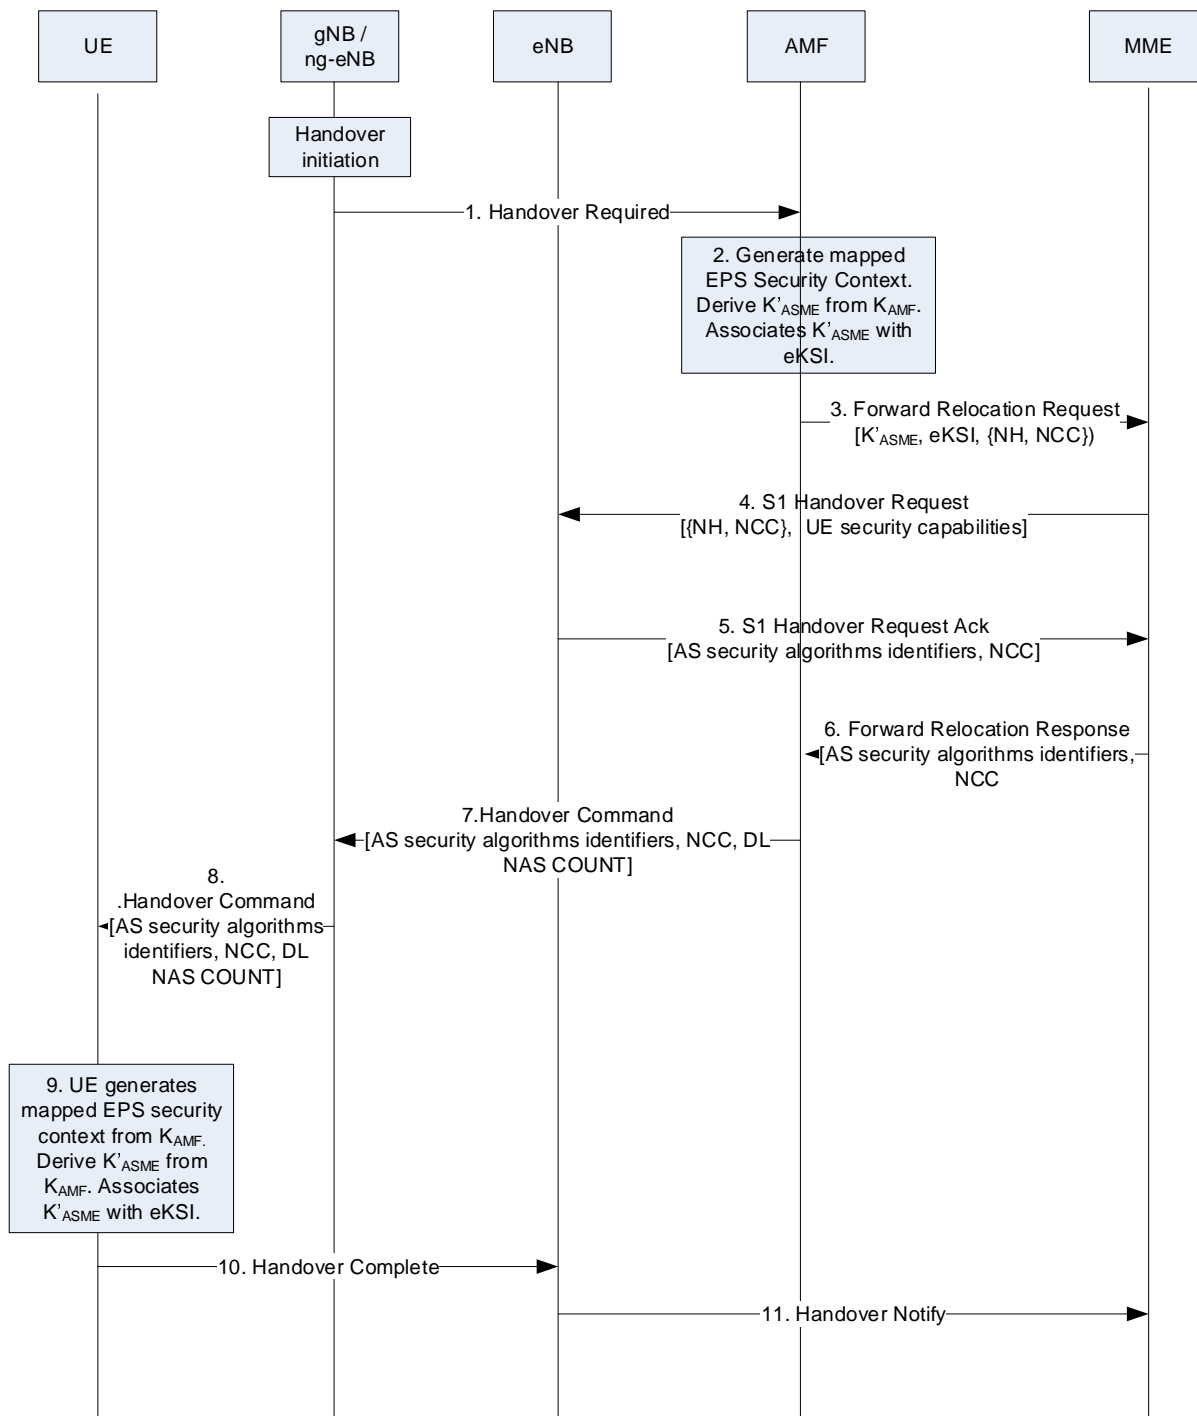 UE
gNB /
ng-eNB
eNB
AMF
MME
Handover
initiation
1. Handover Required
2. Generate mapped
EPS Security Context.
Derive K’ASME from KAMF.
Associates K’ASME with
eKSI.
3. Forward Relocation Request
[K’ASME, eKSI, {NH, NCC})
4. S1 Handover Request
[{NH, NCC}, UE security capabilities]
5. S1 Handover Request Ack
[AS security algorithms identifiers, NCC]
6. Forward Relocation Response
[AS security algorithms identifiers,
NCC
7.Handover Command
[AS security algorithms identifiers, NCC, DL
NAS COUNT]
8.
.Handover Command
[AS security algorithms
identifiers, NCC, DL
NAS COUNT]
9. UE generates
mapped EPS security
context from KAMF.
Derive K’ASME from
KAMF. Associates
K’ASME with eKSI.
10. Handover Complete
11. Handover Notify